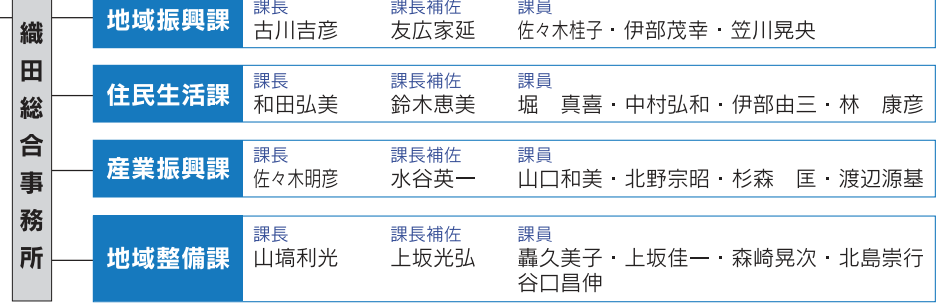 織田総合事務所
地域振興課
課長 課長補佐 課員
古川吉彦 友広家延 佐々木桂子・伊部茂幸・笠川晃央
住民生活課
課長 課長補佐 課員
和田弘美 鈴木恵美 堀　真喜・中村弘和・伊部由三・林　康彦
産業振興課
課長 課長補佐 課員
佐々木明彦 水谷英一 山口和美・北野宗昭・杉森　匡・渡辺源基
地域整備課
課長 課長補佐 課員
山塙利光 上坂光弘 轟久美子・上坂佳一・森崎晃次・北島崇行
谷口昌伸